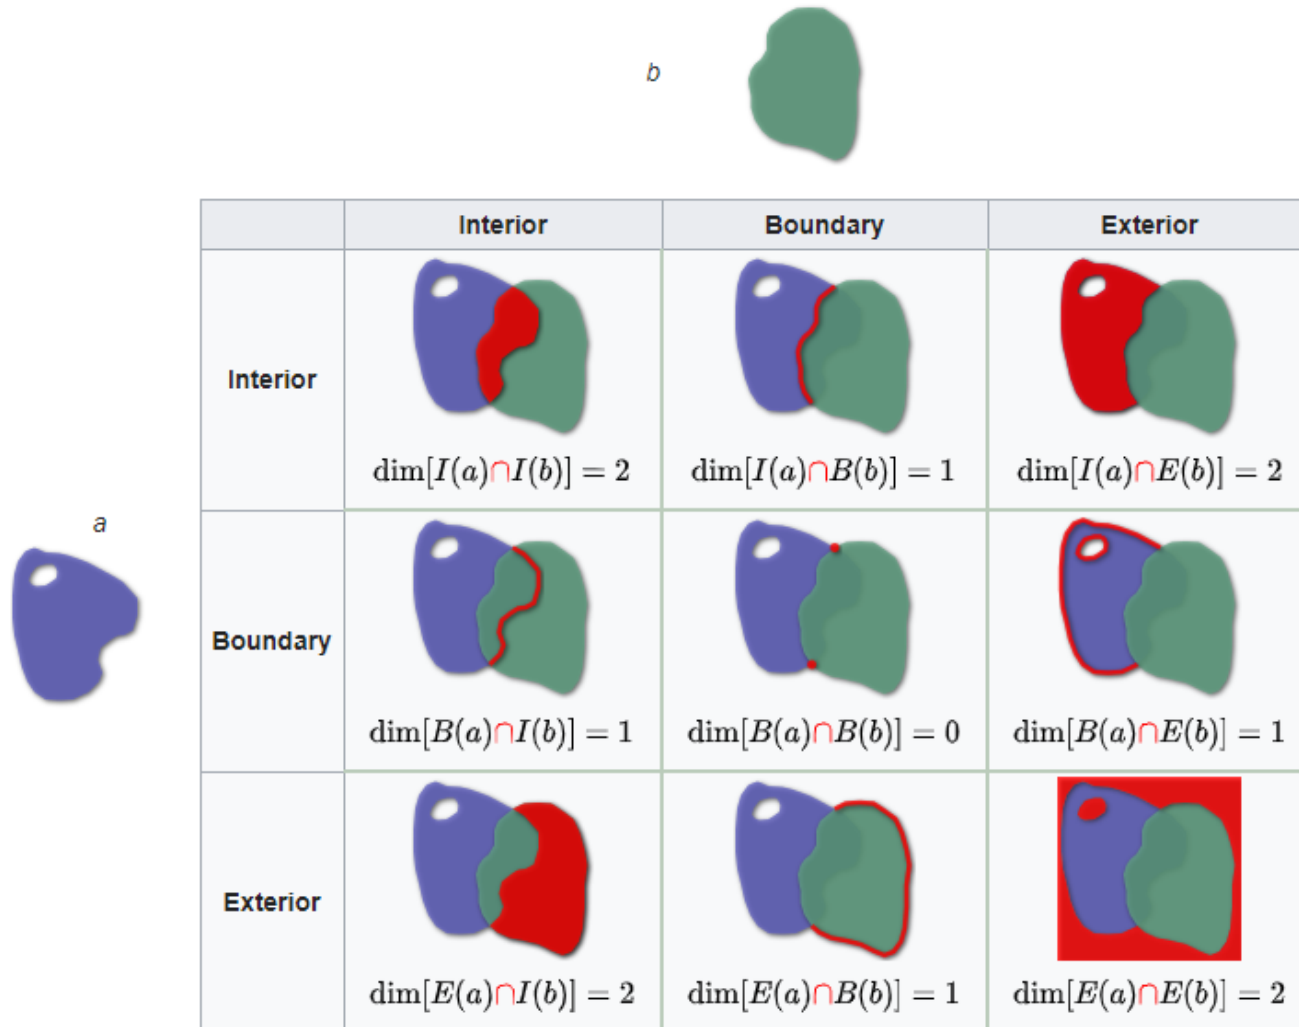 b
Interior Boundary Exterior
Interior
dim[I(a)∩I(b)] = 2 dim[I(a)∩B(b)] = 1 dim[I(a)∩E(b)] = 2
a
Boundary
dim[B(a)∩I(b)] = 1 dim[B(a)∩B(b)] = 0 dim[B(a)∩E(b)] = 1
Exterior
dim[E(a)∩I(b)] = 2 dim[E(a)∩B(b)] = 1 dim[E(a)∩E(b)] = 2